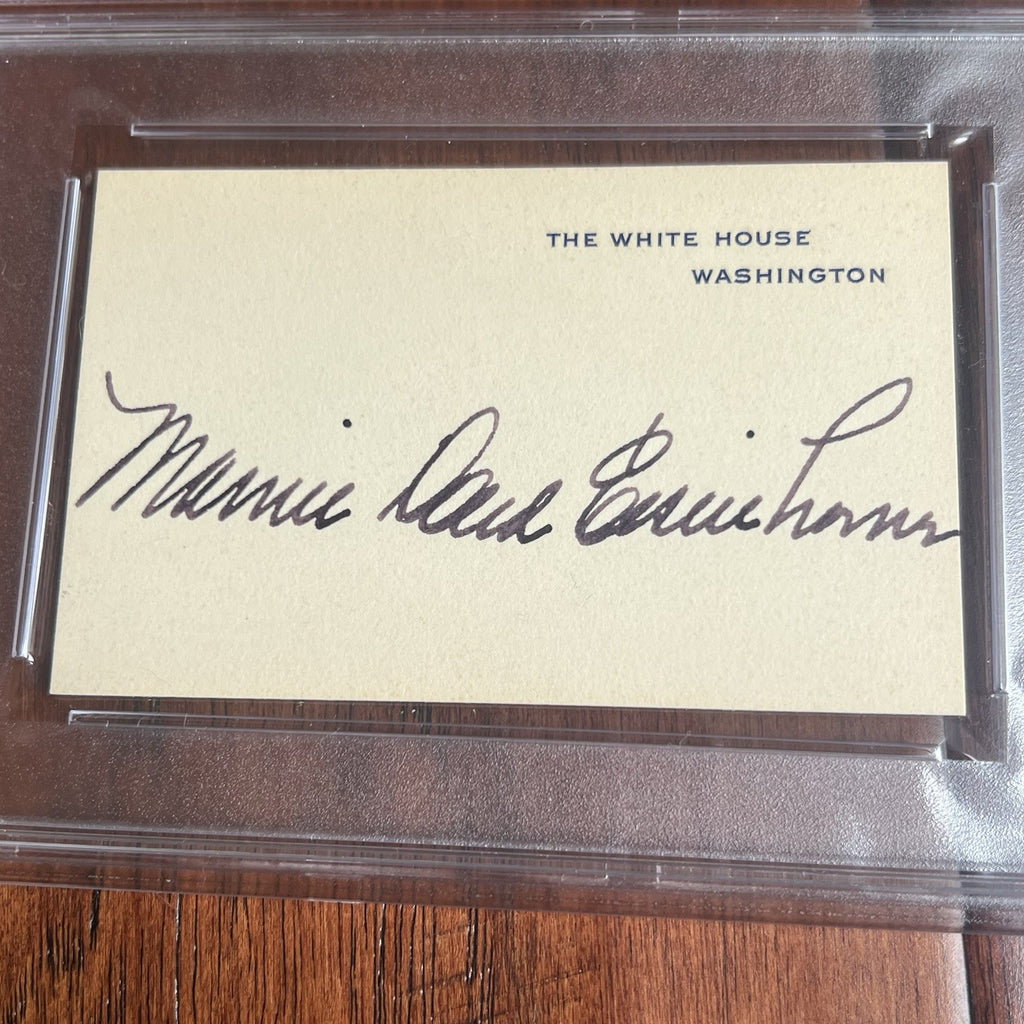 THE WHITE HOUSE
WASHINGTON
Mamie Doud Eisenhower